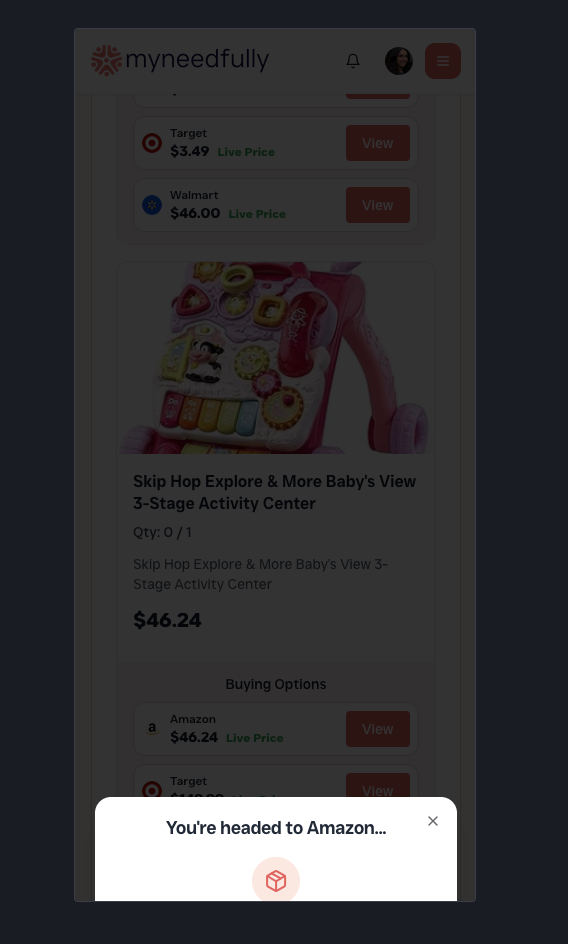 myneedfully
Target
$3.49 Live Price
View
Walmart
$46.00 Live Price
View
Skip Hop Explore & More Baby's View
3-Stage Activity Center
Qty: 0 / 1
Skip Hop Explore & More Baby's View 3-
Stage Activity Center
$46.24
Buying Options
a
Amazon
$46.24 Live Price
View
Target
View
You're headed to Amazon...